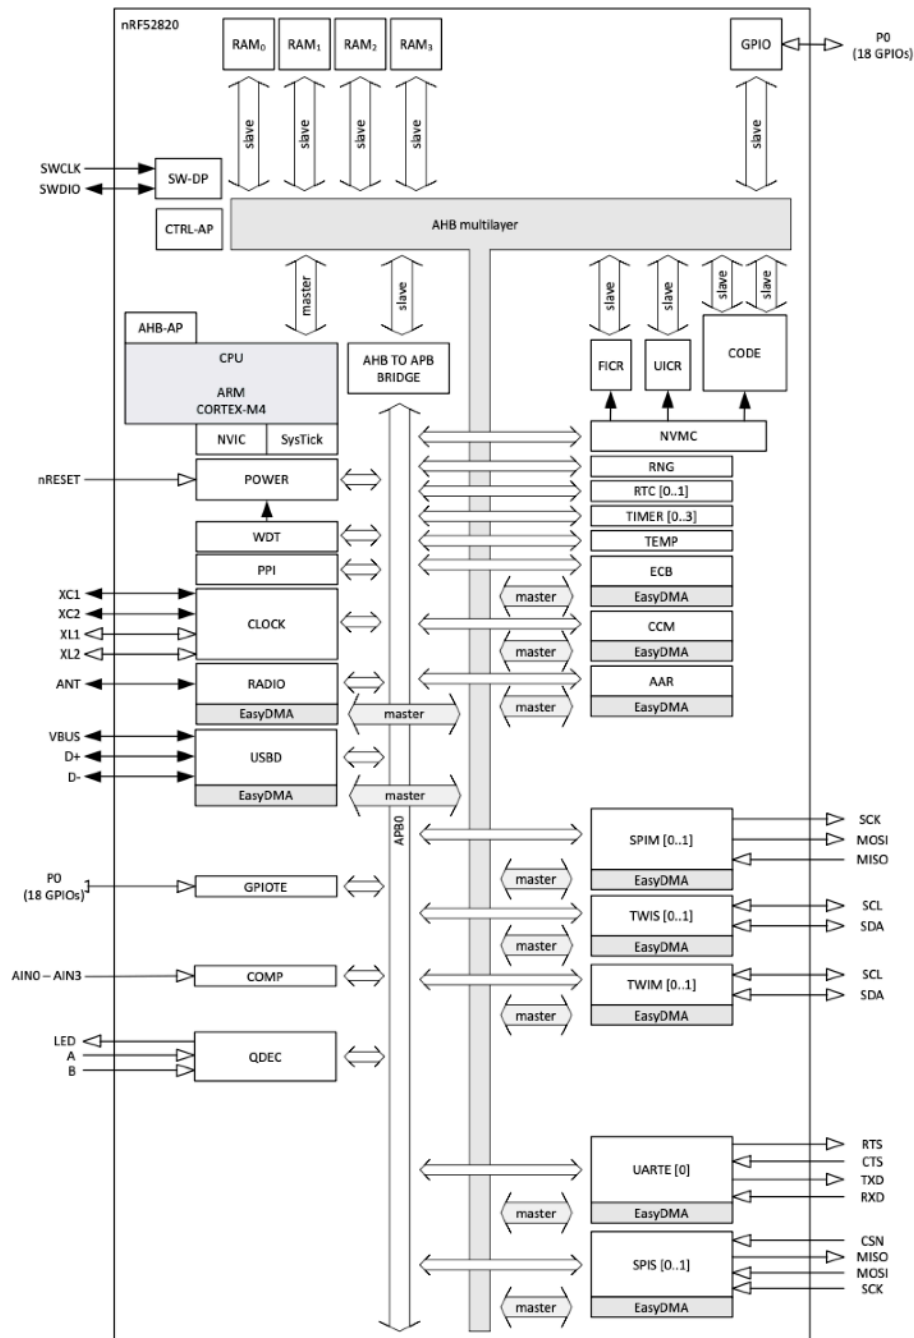 nRF52820
RAM0
RAM1
RAM2
RAM3
GPIO
P0
(18 GPIOs)
slave
slave
slave
slave
slave
SWCLK
SWDIO
SW-DP
CTRL-AP
AHB multilayer
master
slave
slave
slave
slave
slave
AHB-AP
CPU
ARM
CORTEX-M4
NVIC
SysTick
AHB TO APB
BRIDGE
FICR
UICR
CODE
NVMC
nRESET
POWER
RNG
RTC [0..1]
TIMER [0..3]
WDT
TEMP
PPI
ECB
master
EasyDMA
XC1
XC2
XL1
XL2
CLOCK
CCM
master
EasyDMA
ANT
RADIO
EasyDMA
master
AAR
master
EasyDMA
VBUS
D+
D-
USBD
EasyDMA
master
APB0
SPIM [0..1]
master
EasyDMA
SCK
MOSI
MISO
P0
(18 GPIOs)
GPIOTE
TWIS [0..1]
master
EasyDMA
SCL
SDA
AIN0 – AIN3
COMP
TWIM [0..1]
master
EasyDMA
SCL
SDA
LED
A
B
QDEC
UARTE [0]
master
EasyDMA
RTS
CTS
TXD
RXD
SPIS [0..1]
master
EasyDMA
CSN
MISO
MOSI
SCK